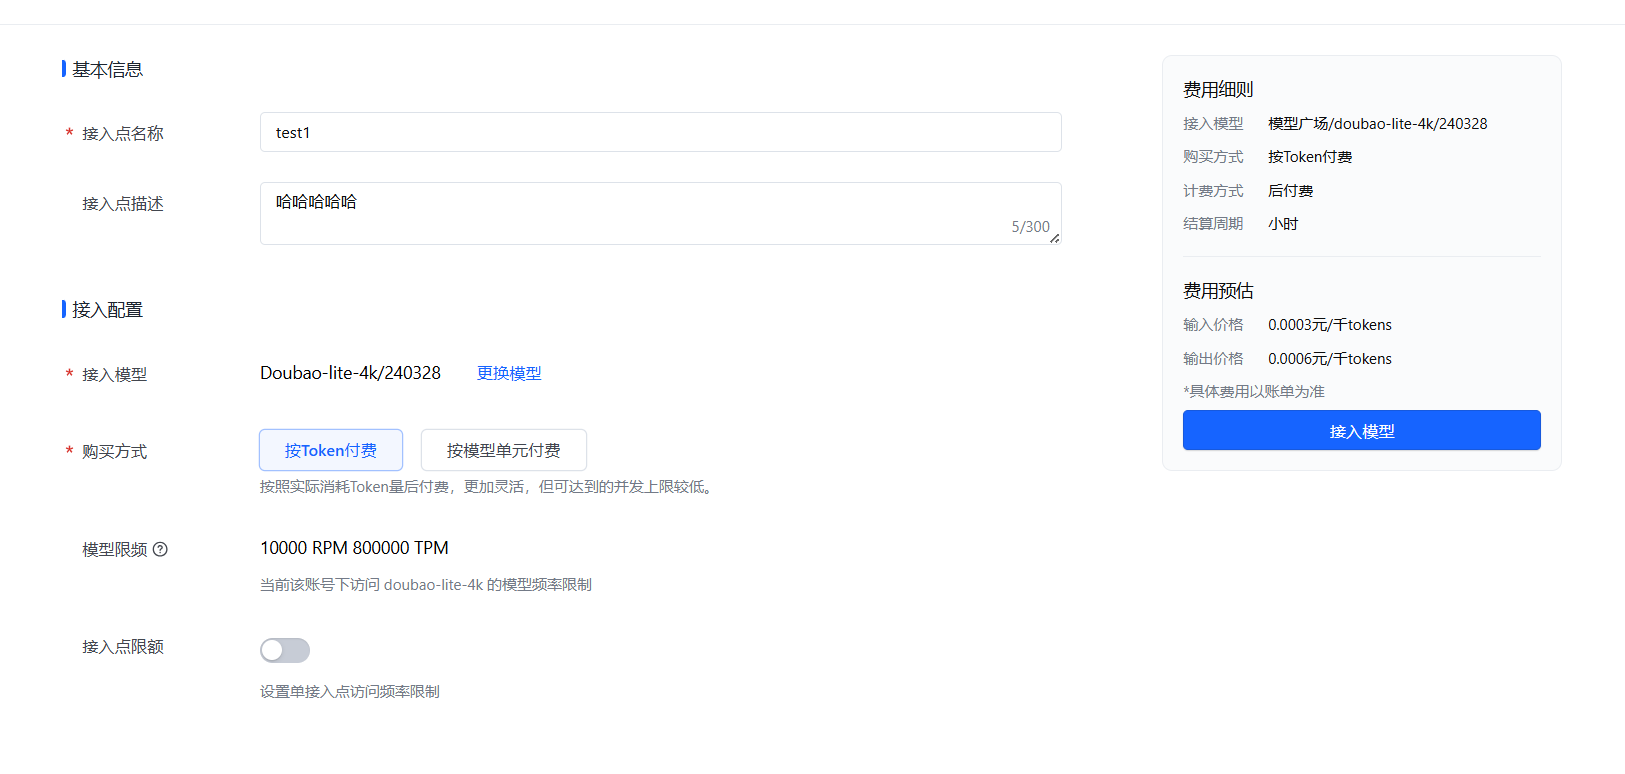 基本信息
* 接入点名称
test1
接入点描述
哈哈哈哈哈
5/300
接入配置
* 接入模型
Doubao-lite-4k/240328 更换模型
* 购买方式
按Token付费 按模型单元付费
按照实际消耗Token量后付费，更加灵活，但可达到的并发上限较低。
模型限频 ?
10000 RPM 800000 TPM
当前该账号下访问 doubao-lite-4k 的模型频率限制
接入点限额
设置单接入点访问频率限制
费用细则
接入模型 模型广场/doubao-lite-4k/240328
购买方式 按Token付费
计费方式 后付费
结算周期 小时
费用预估
输入价格 0.0003元/千tokens
输出价格 0.0006元/千tokens
*具体费用以账单为准
接入模型